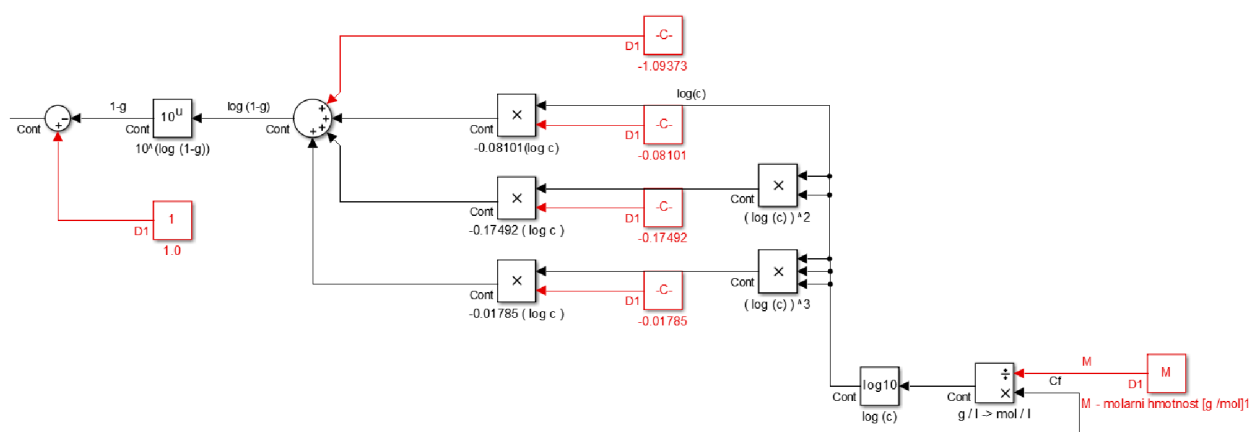 -C-
D1
-1.09373
1-g
log (1-g)
log(c)
10^u
Cont
Cont
Cont
10^(log (1-g))
×
Cont
-0.08101(log c)
-C-
D1
-0.08101
1
D1
1.0
×
Cont
-0.17492 ( log c )
-C-
D1
-0.17492
×
Cont
( log (c) ) ^2
×
Cont
-0.01785 ( log c )
-C-
D1
-0.01785
×
Cont
( log (c) ) ^3
log10
Cont
log (c)
÷
×
Cont
g / l -> mol / l
M
Cf
M
D1
M - molarni hmotnost [g /mol]1